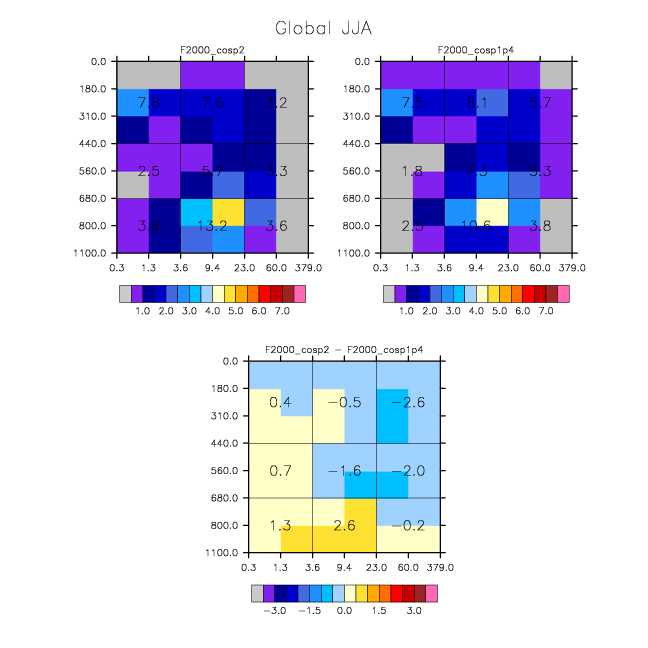 Global JJA
F2000_cosp2
0.0
180.0
310.0
440.0
560.0
680.0
800.0
1100.0
7.8 7.6 3.2
2.5 5.7 3.3
3.8 13.2 3.6
0.3 1.3 3.6 9.4 23.0 60.0 379.0
1.0 2.0 3.0 4.0 5.0 6.0 7.0
F2000_cosp1p4
0.0
180.0
310.0
440.0
560.0
680.0
800.0
1100.0
7.5 8.1 5.7
1.8 7.3 5.3
2.5 10.6 3.8
0.3 1.3 3.6 9.4 23.0 60.0 379.0
1.0 2.0 3.0 4.0 5.0 6.0 7.0
F2000_cosp2 − F2000_cosp1p4
0.0
180.0
310.0
440.0
560.0
680.0
800.0
1100.0
0.4 −0.5 −2.6
0.7 −1.6 −2.0
1.3 2.6 −0.2
0.3 1.3 3.6 9.4 23.0 60.0 379.0
−3.0 −1.5 0.0 1.5 3.0